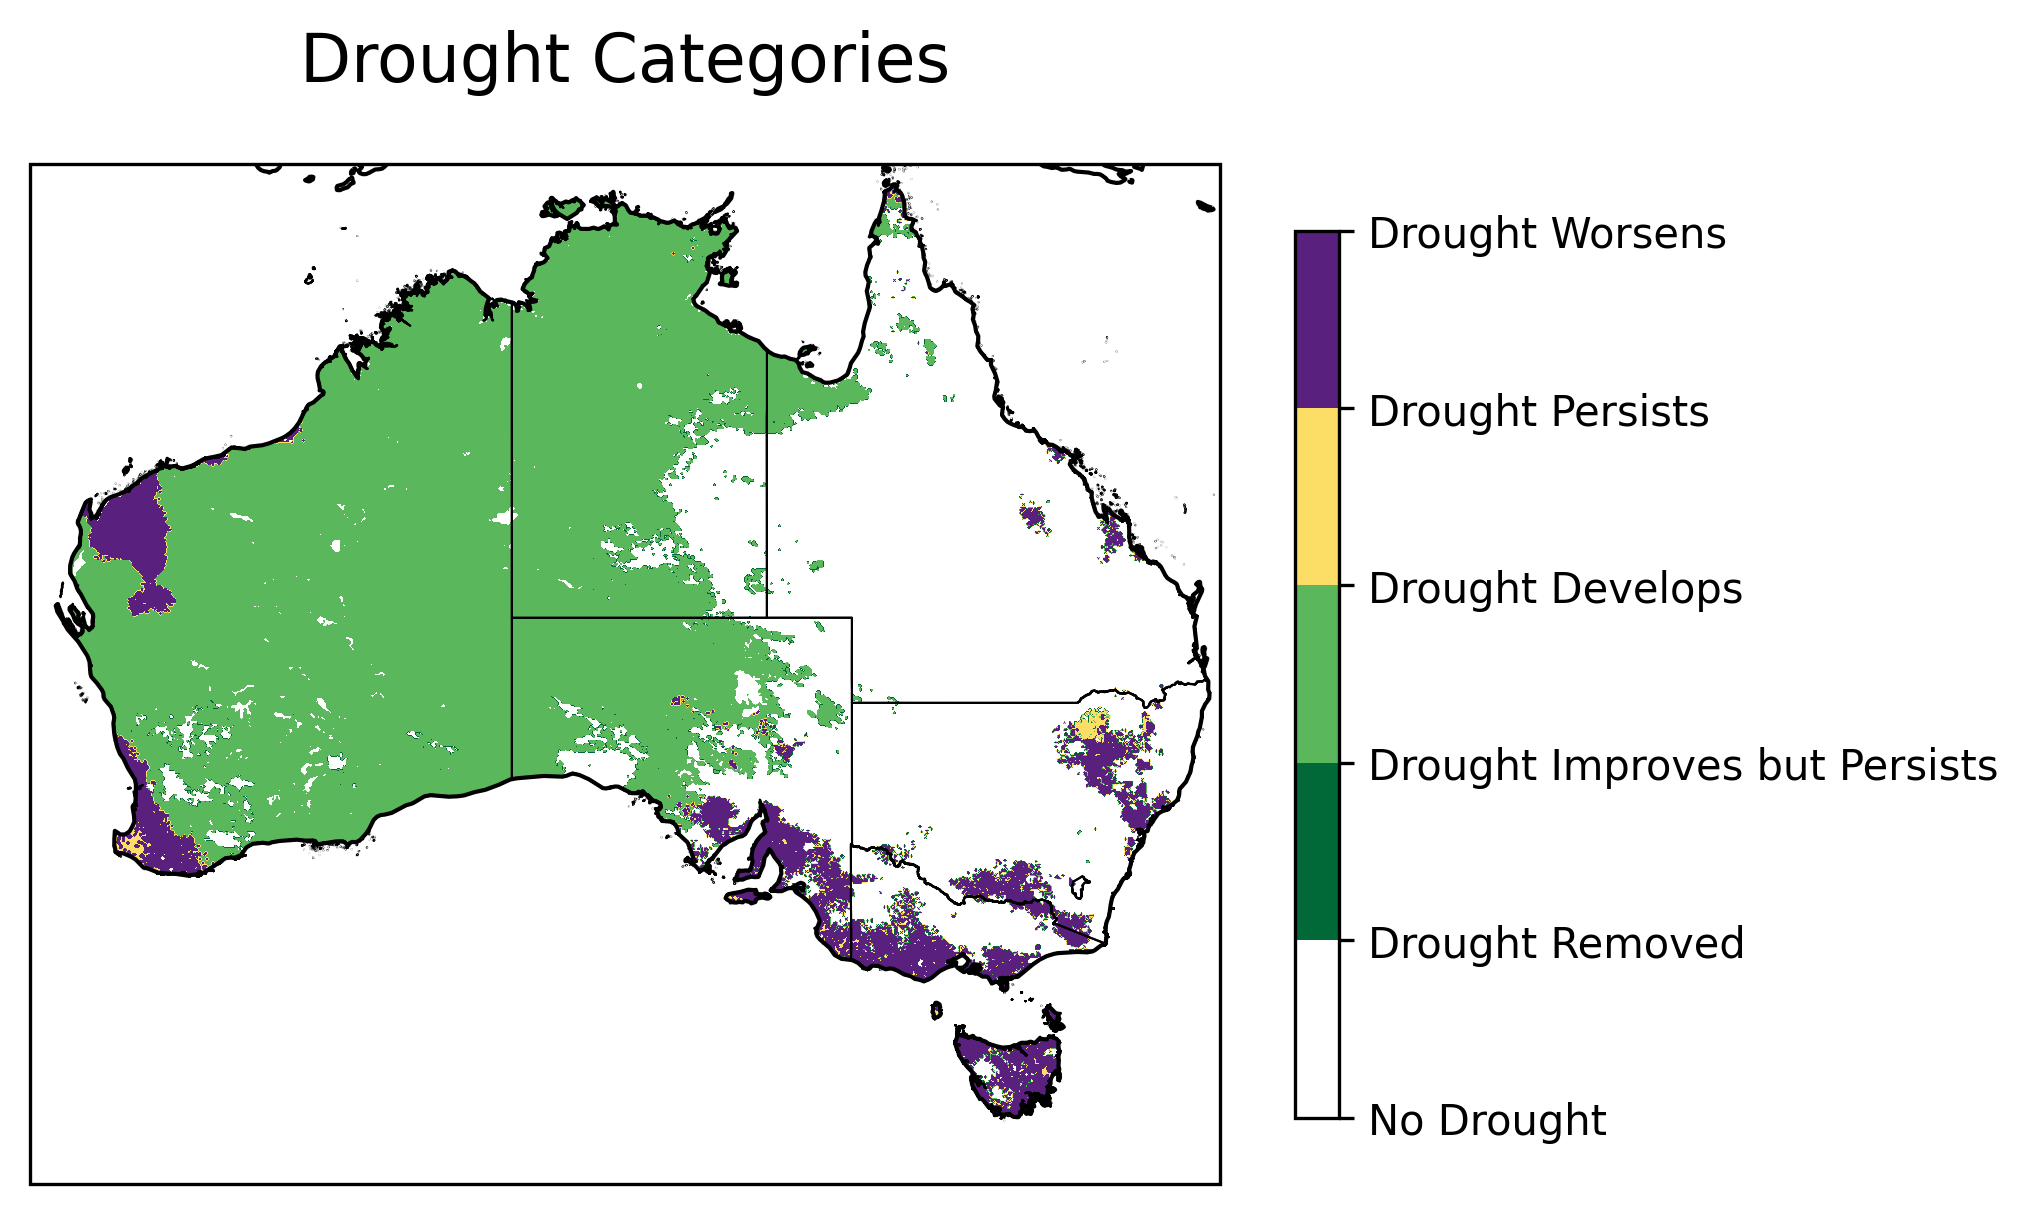 Drought Categories
Drought Worsens
Drought Persists
Drought Develops
Drought Improves but Persists
Drought Removed
No Drought